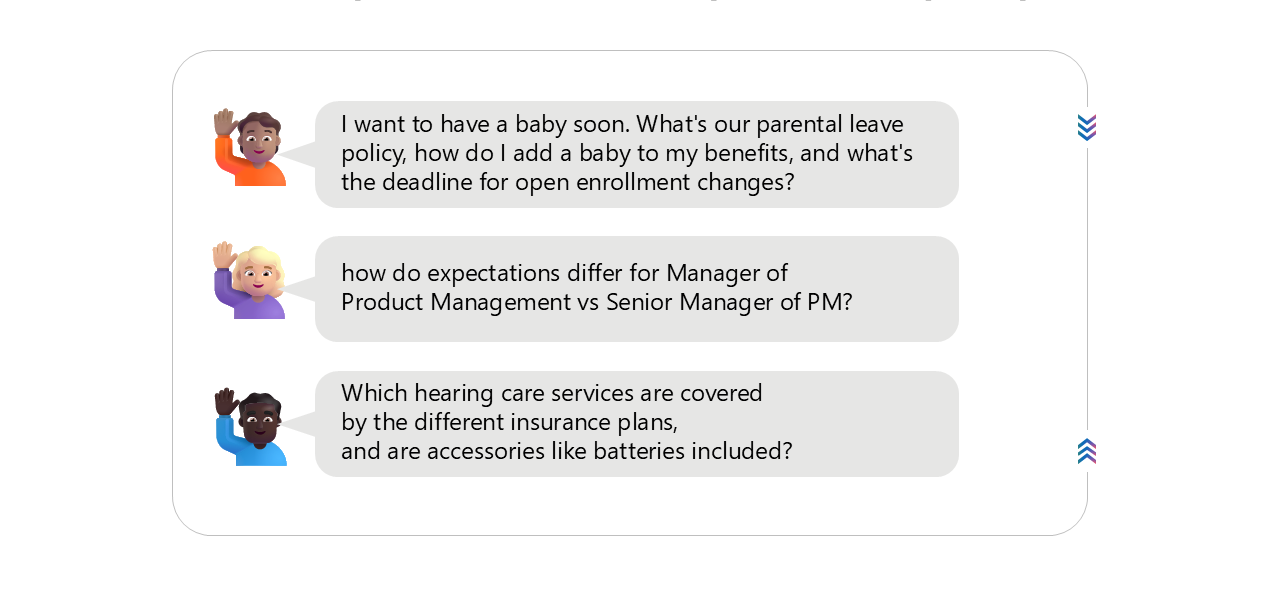 I want to have a baby soon. What's our parental leave
policy, how do I add a baby to my benefits, and what's
the deadline for open enrollment changes?
how do expectations differ for Manager of
Product Management vs Senior Manager of PM?
Which hearing care services are covered
by the different insurance plans,
and are accessories like batteries included?